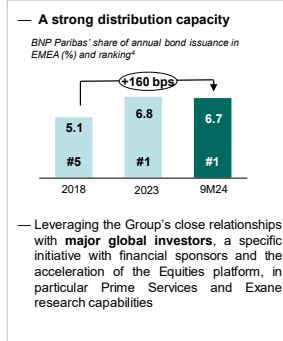 — A strong distribution capacity
BNP Paribas’ share of annual bond issuance in
EMEA (%) and ranking4
+160 bps
5.1 6.8 6.7
#5 #1 #1
2018 2023 9M24
— Leveraging the Group’s close relationships
with major global investors, a specific
initiative with financial sponsors and the
acceleration of the Equities platform, in
particular Prime Services and Exane
research capabilities